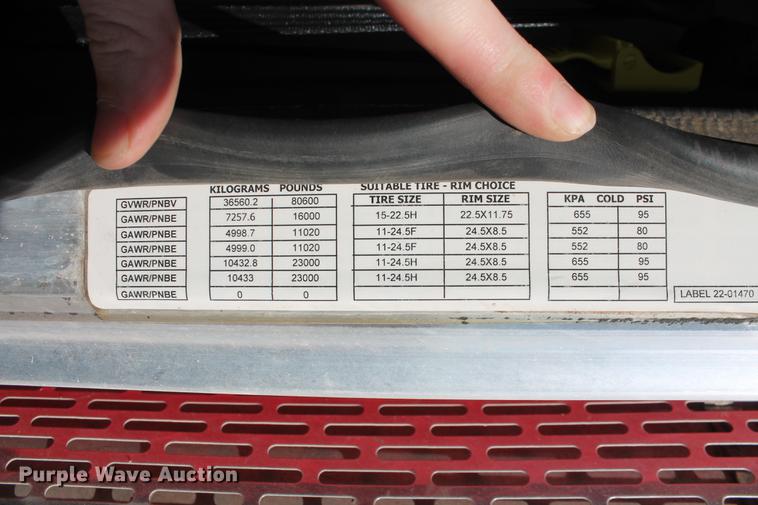 KILOGRAMS POUNDS SUITABLE TIRE - RIM CHOICE
GVWR/PNBV 36560.2 80600 TIRE SIZE RIM SIZE KPA COLD PSI
GAWR/PNBE 7257.6 16000 15-22.5H 22.5X11.75 655 95
GAWR/PNBE 4998.7 11020 11-24.5F 24.5X8.5 552 80
GAWR/PNBE 4999.0 11020 11-24.5F 24.5X8.5 552 80
GAWR/PNBE 10432.8 23000 11-24.5H 24.5X8.5 655 95
GAWR/PNBE 10433 23000 11-24.5H 24.5X8.5 655 95
GAWR/PNBE 0 0
LABEL 22-01470
Purple Wave Auction